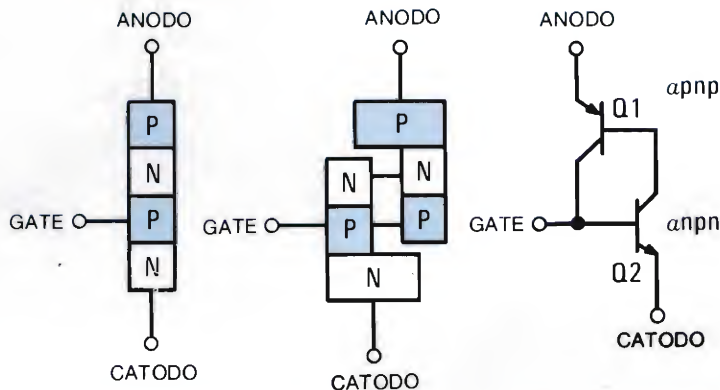 ANODO
P
N
P
N
GATE
CATODO
ANODO
P
N
N
P
P
N
GATE
CATODO
ANODO
Q1
αpnp
GATE
αnpn
Q2
CATODO